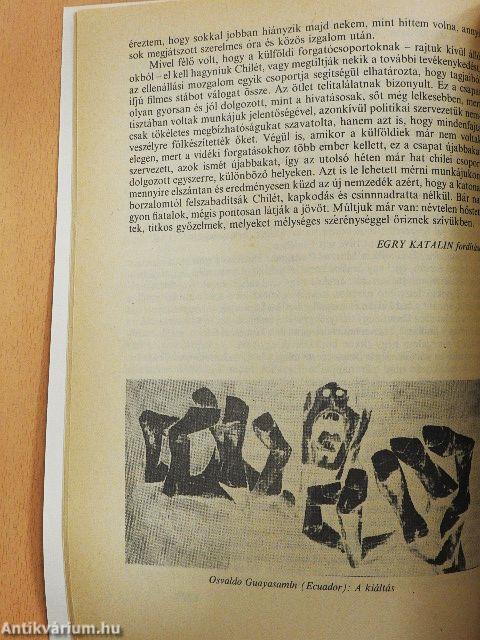 éreztem, hogy sokkal jobban hiányzik majd nekem, mint hittem volna, annyi
sok megjátszott szerelmes óra és közös izgalom után.
Mivel félő volt, hogy a külföldi forgatócsoportoknak – rajtuk kívül álló
okból – el kell hagyniuk Chilét, vagy megtiltják nekik a további tevékenykedést,
az ellenállási mozgalom egyik csoportja segítségül elhatározta, hogy tagjaiból
ifjú filmes stábot válogat össze. Az ötlet telitalálatnak bizonyult. Ez a csapat
olyan gyorsan és jól dolgozott, mint a hivatásosak, sőt még lelkesebben, mert
tisztában voltak munkájuk jelentőségével, azonkívül politikai szervezetük nem
csak tökéletes megbízhatóságukat szavatolta, hanem azt is, hogy mindenfajta
veszélyre fölkészítették őket. Végül is, amikor a külföldiek már nem voltak
elegen, mert a vidéki forgatásokhoz több ember kellett, ez a csapat újabbakat
szervezett, azok ismét újabbakat, így az utolsó héten már hat chilei csoport
dolgozott egyszerre, különböző helyeken. Azt is le lehetett mérni munkájukon,
mennyire elszántan és eredményesen küzd az új nemzedék azért, hogy a katonai
borzalomtól felszabadítsák Chilét, kapkodás és csinnadratta nélkül. Bár na-
gyon fiatalok, mégis pontosan látják a jövőt. Múltjuk már van: névtelen hőstet-
tek, titkos győzelmek, melyeket mélységes szerénységgel őriznek szívükben.
EGRY KATALIN fordítása
Osvaldo Guayasamin (Ecuador): A kiáltás
Antikvárium.hu